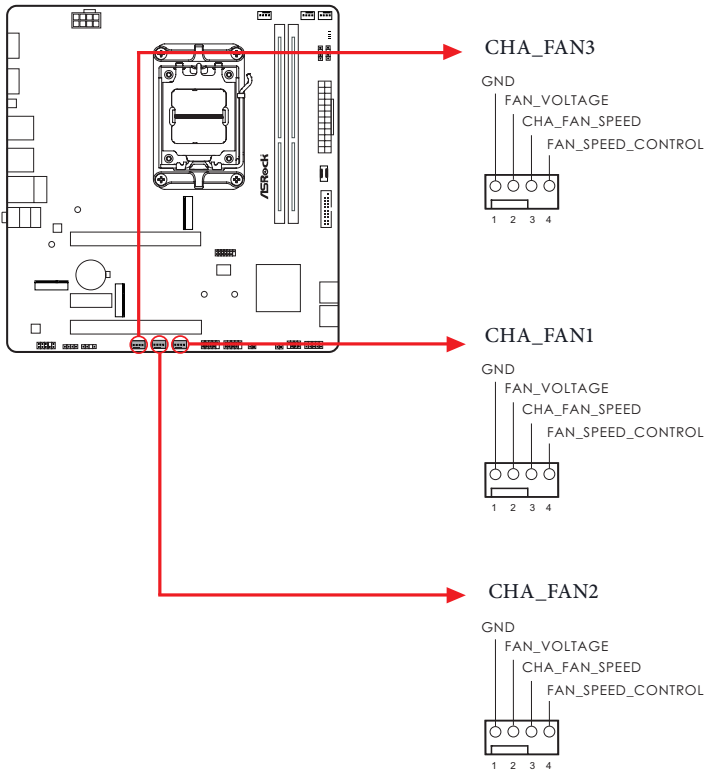 ASRock
CHA_FAN3
GND
FAN_VOLTAGE
CHA_FAN_SPEED
FAN_SPEED_CONTROL
1 2 3 4
CHA_FAN1
GND
FAN_VOLTAGE
CHA_FAN_SPEED
FAN_SPEED_CONTROL
1 2 3 4
CHA_FAN2
GND
FAN_VOLTAGE
CHA_FAN_SPEED
FAN_SPEED_CONTROL
1 2 3 4